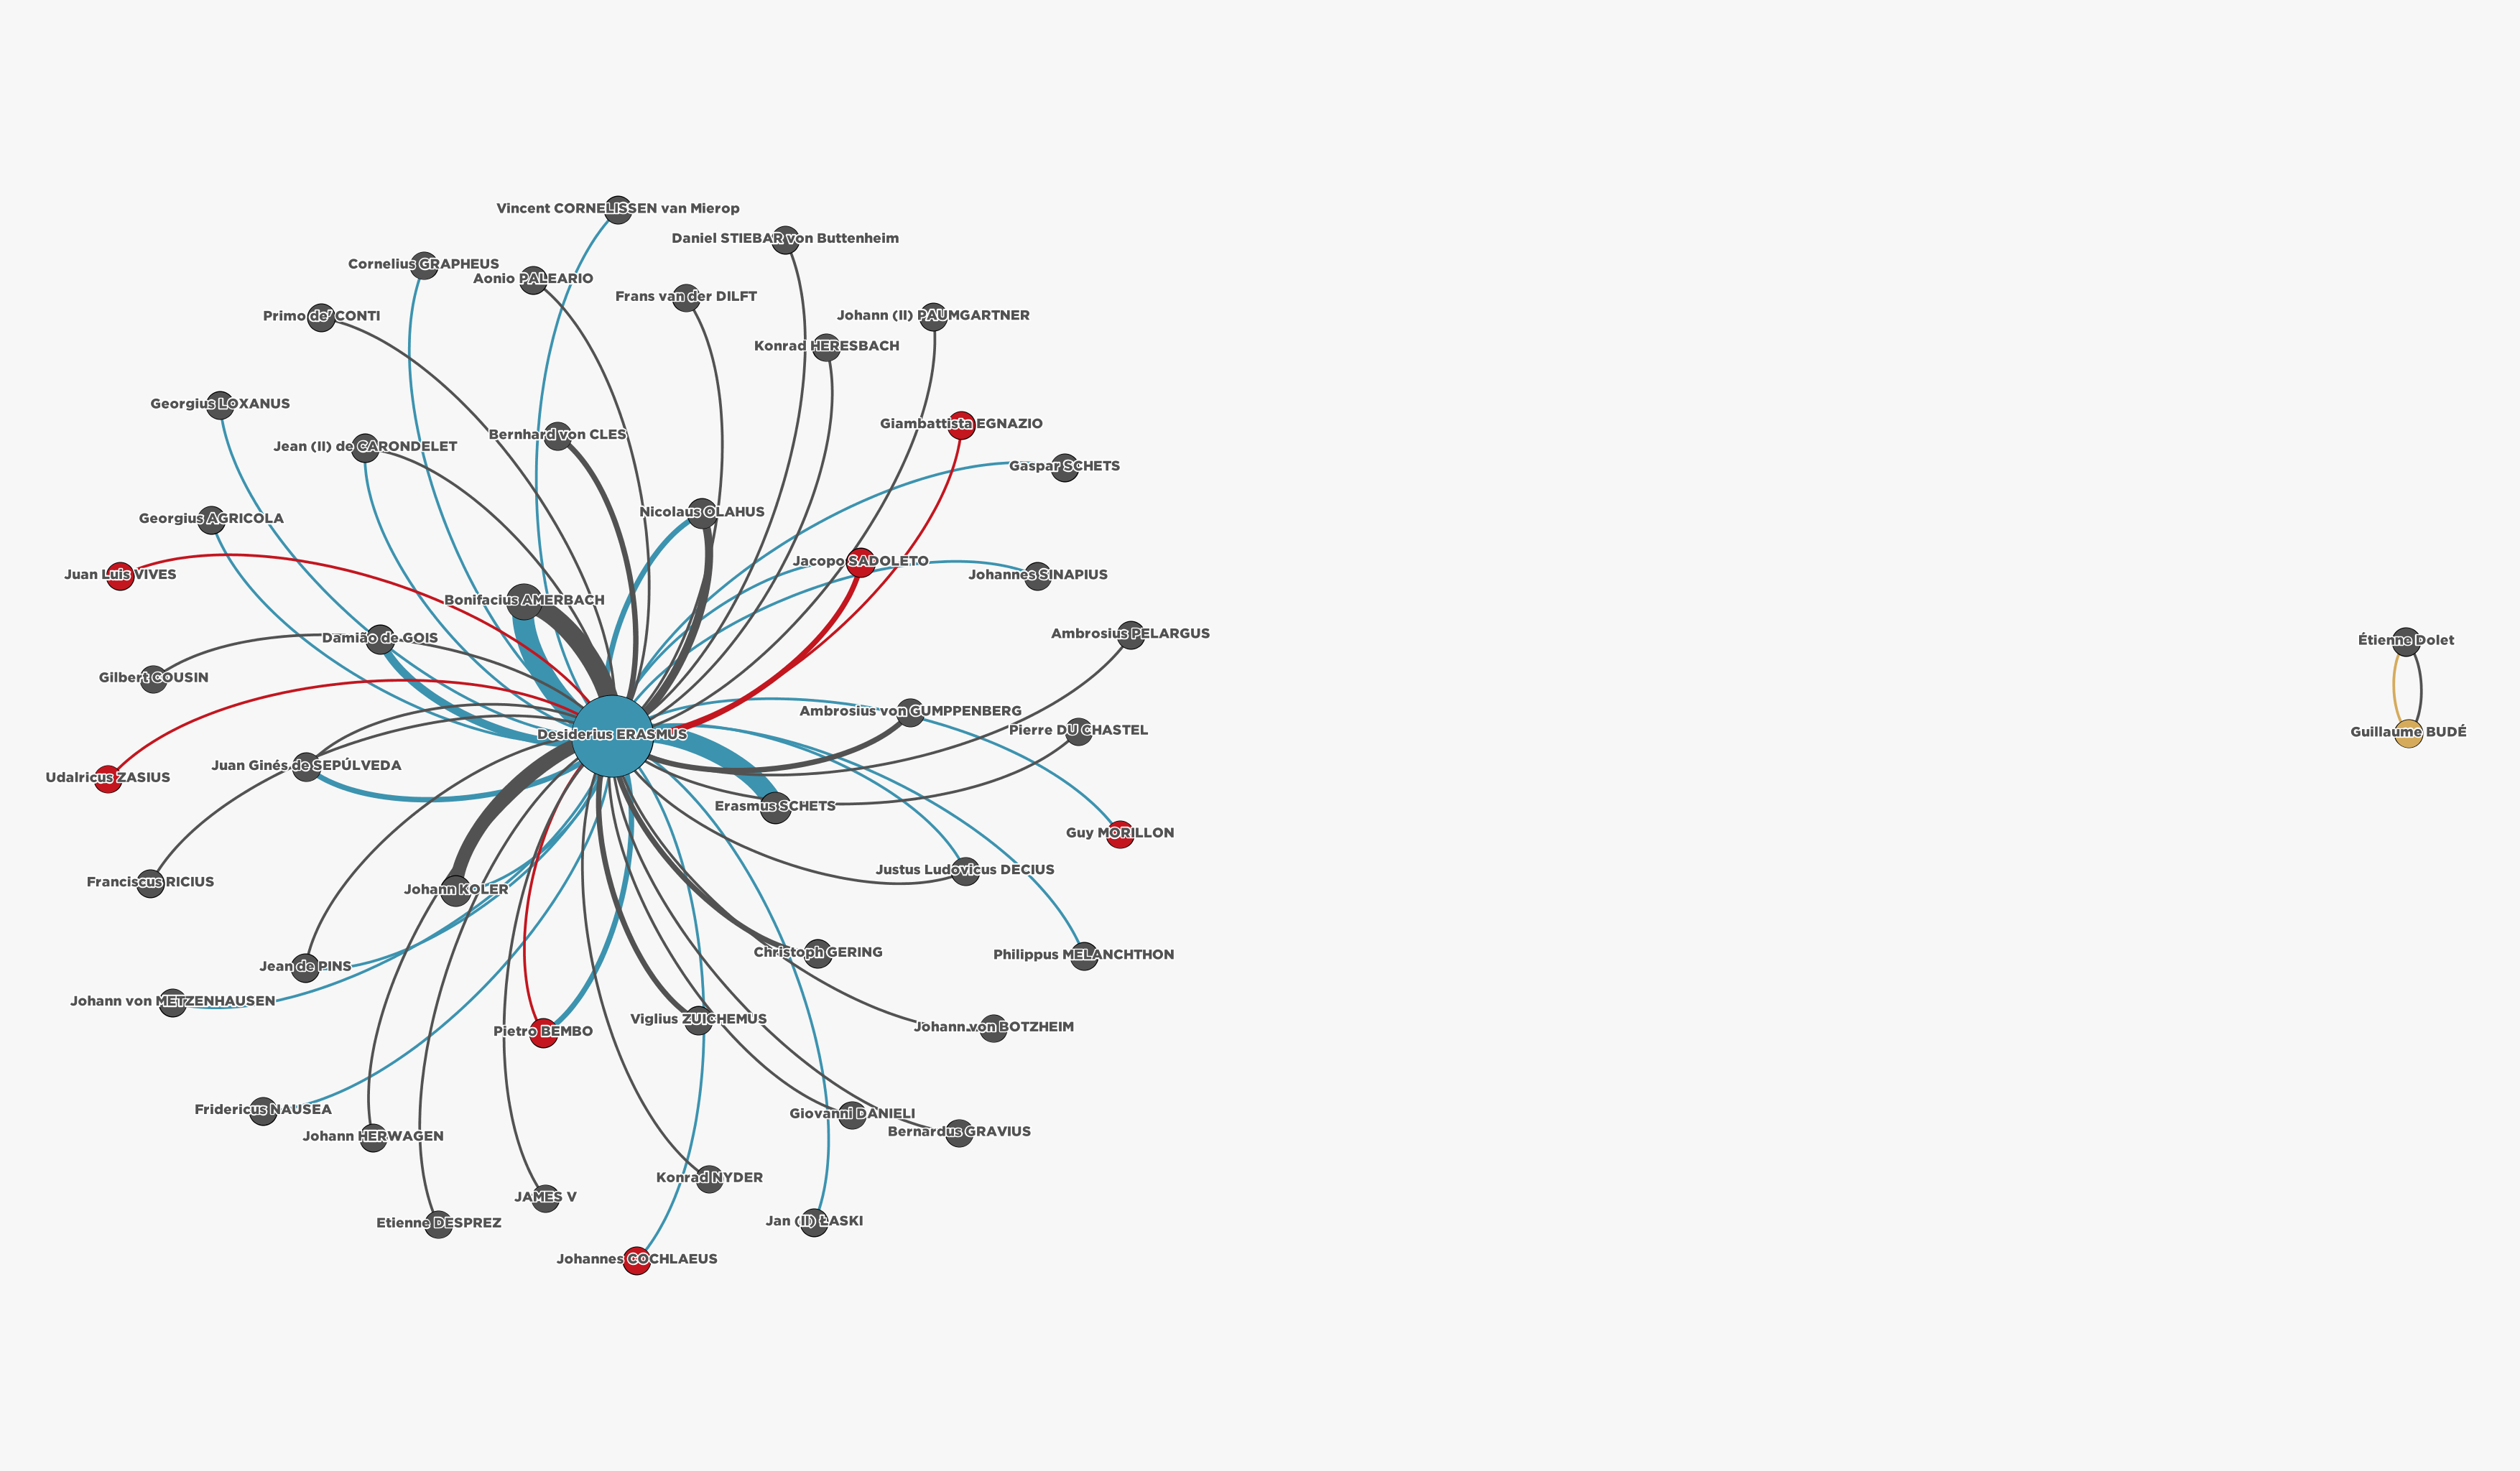 Vincent CORNELISSEN van Mierop
Daniel STIEBAR von Buttenheim
Cornelius GRAPHEUS
Aonio PALEARIO
Frans van der DILFT
Primo de' CONTI
Johann (II) PAUMGARTNER
Konrad HERESBACH
Georgius LOXANUS
Giambattista EGNAZIO
Bernhard von CLES
Jean (II) de CARONDELET
Gaspar SCHETS
Nicolaus OLAHUS
Georgius AGRICOLA
Jacopo SADOLETO
Juan Luis VIVES
Johannes SINAPIUS
Bonifacius AMERBACH
Ambrosius PELARGUS
Damião de GOIS
Étienne Dolet
Gilbert COUSIN
Ambrosius von GUMPPENBERG
Pierre DU CHASTEL
Guillaume BUDÉ
Desiderius ERASMUS
Juan Ginés de SEPÚLVEDA
Udalricus ZASIUS
Erasmus SCHETS
Guy MORILLON
Justus Ludovicus DECIUS
Franciscus RICIUS
Johann KOLER
Christoph GERING
Philippus MELANCHTHON
Jean de PINS
Johann von METZENHAUSEN
Viglius ZUICHEMUS
Johann von BOTZHEIM
Pietro BEMBO
Fridericus NAUSEA
Giovanni DANIELI
Bernardus GRAVIUS
Johann HERWAGEN
Konrad NYDER
JAMES V
Jan (II) ŁASKI
Etienne DESPREZ
Johannes COCHLAEUS